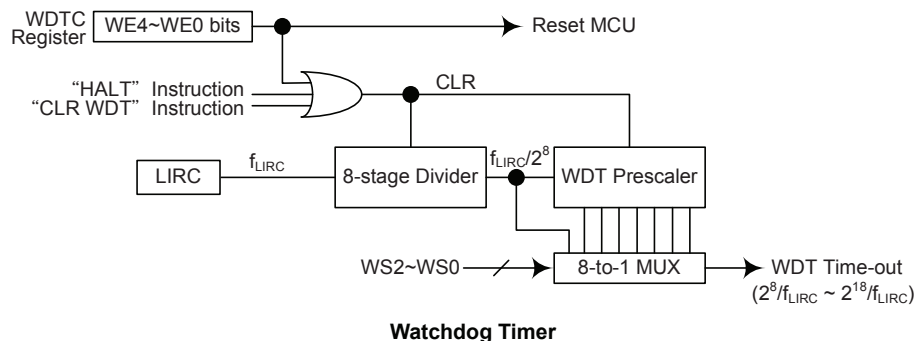 WDTC Register WE4~WE0 bits Reset MCU
CLR
“HALT” Instruction
“CLR WDT” Instruction
LIRC fLIRC 8-stage Divider fLIRC/2⁸ WDT Prescaler
WS2~WS0 8-to-1 MUX WDT Time-out
(2⁸/fLIRC ~ 2¹⁸/fLIRC)
Watchdog Timer